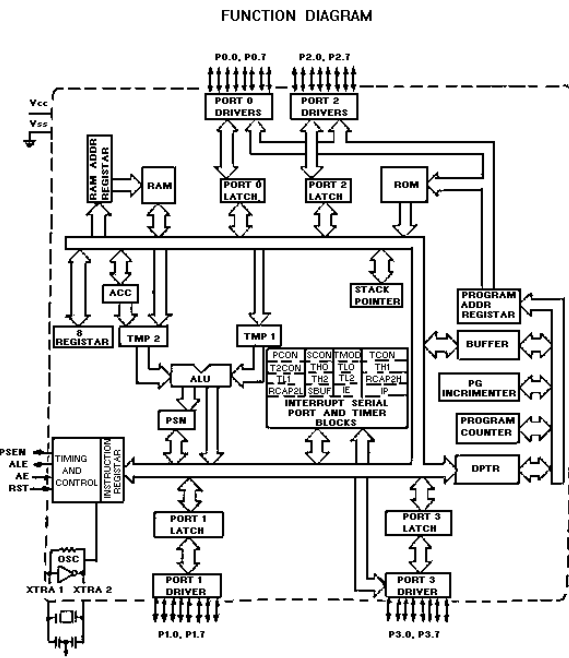 FUNCTION DIAGRAM
P0.0, P0.7
P2.0, P2.7
Vcc
Vss
PORT 0
DRIVERS
PORT 2
DRIVERS
RAM ADDR
REGISTAR
RAM
PORT 0
LATCH
PORT 2
LATCH
ROM
ACC
STACK
POINTER
PROGRAM
ADDR
REGISTAR
8
REGISTAR
TMP 2
TMP 1
BUFFER
PCON
SCON
TMOD
TCON
T2CON
TH0
TL0
TH1
TL1
TH2
TL2
RCAP2H
RCAP2L
SBUF
IE
IP
INTERRUPT SERIAL
PORT AND TIMER
BLOCKS
ALU
PG
INCRIMENTER
PSN
PROGRAM
COUNTER
PSEN
ALE
AE
RST
TIMING
AND
CONTROL
INSTRUCTION
REGISTAR
DPTR
PORT 1
LATCH
PORT 3
LATCH
OSC
XTRA 1
XTRA 2
PORT 1
DRIVER
PORT 3
DRIVER
P1.0, P1.7
P3.0, P3.7